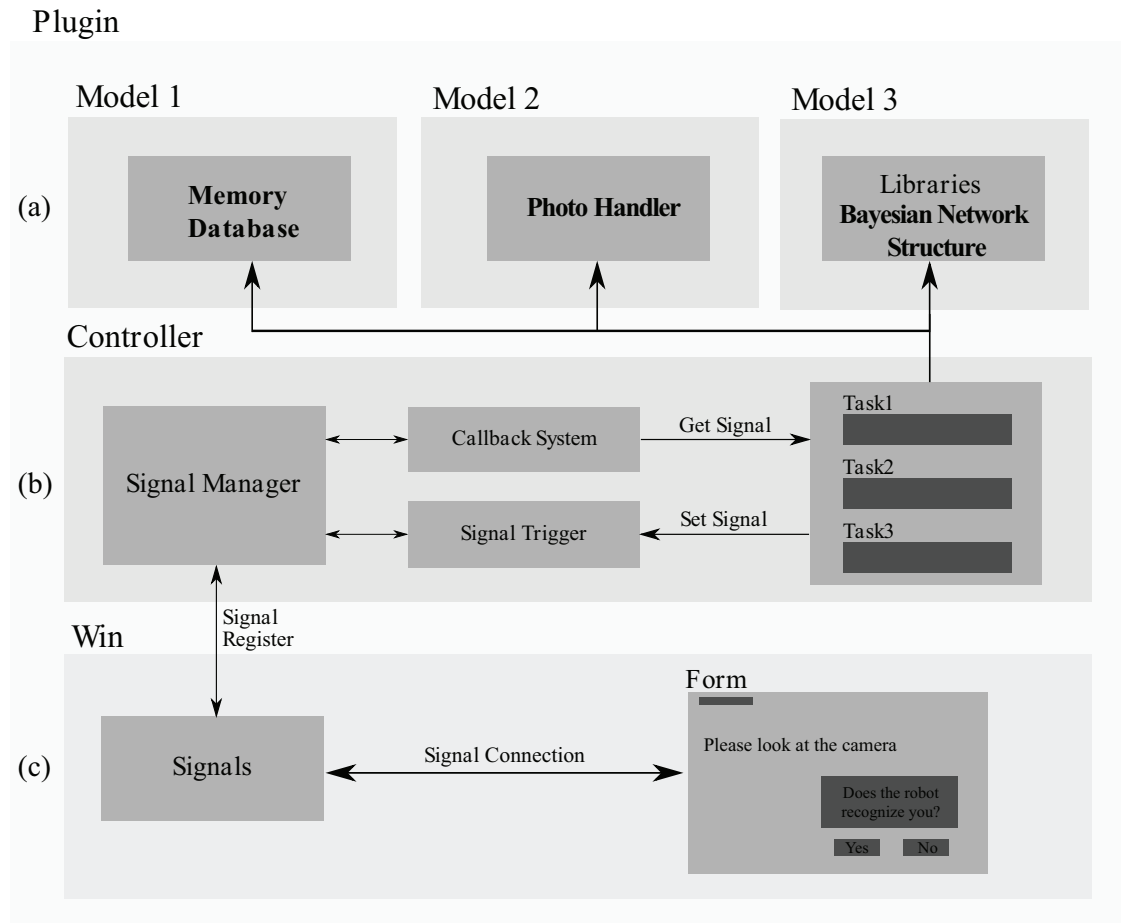 Plugin
Model 1
Model 2
Model 3
(a)
Memory
Database
Photo Handler
Libraries
Bayesian Network
Structure
Controller
(b)
Signal Manager
Callback System
Get Signal
Signal Trigger
Set Signal
Task1
Task2
Task3
Signal
Register
Win
(c)
Signals
Signal Connection
Form
Please look at the camera
Does the robot
recognize you?
Yes
No